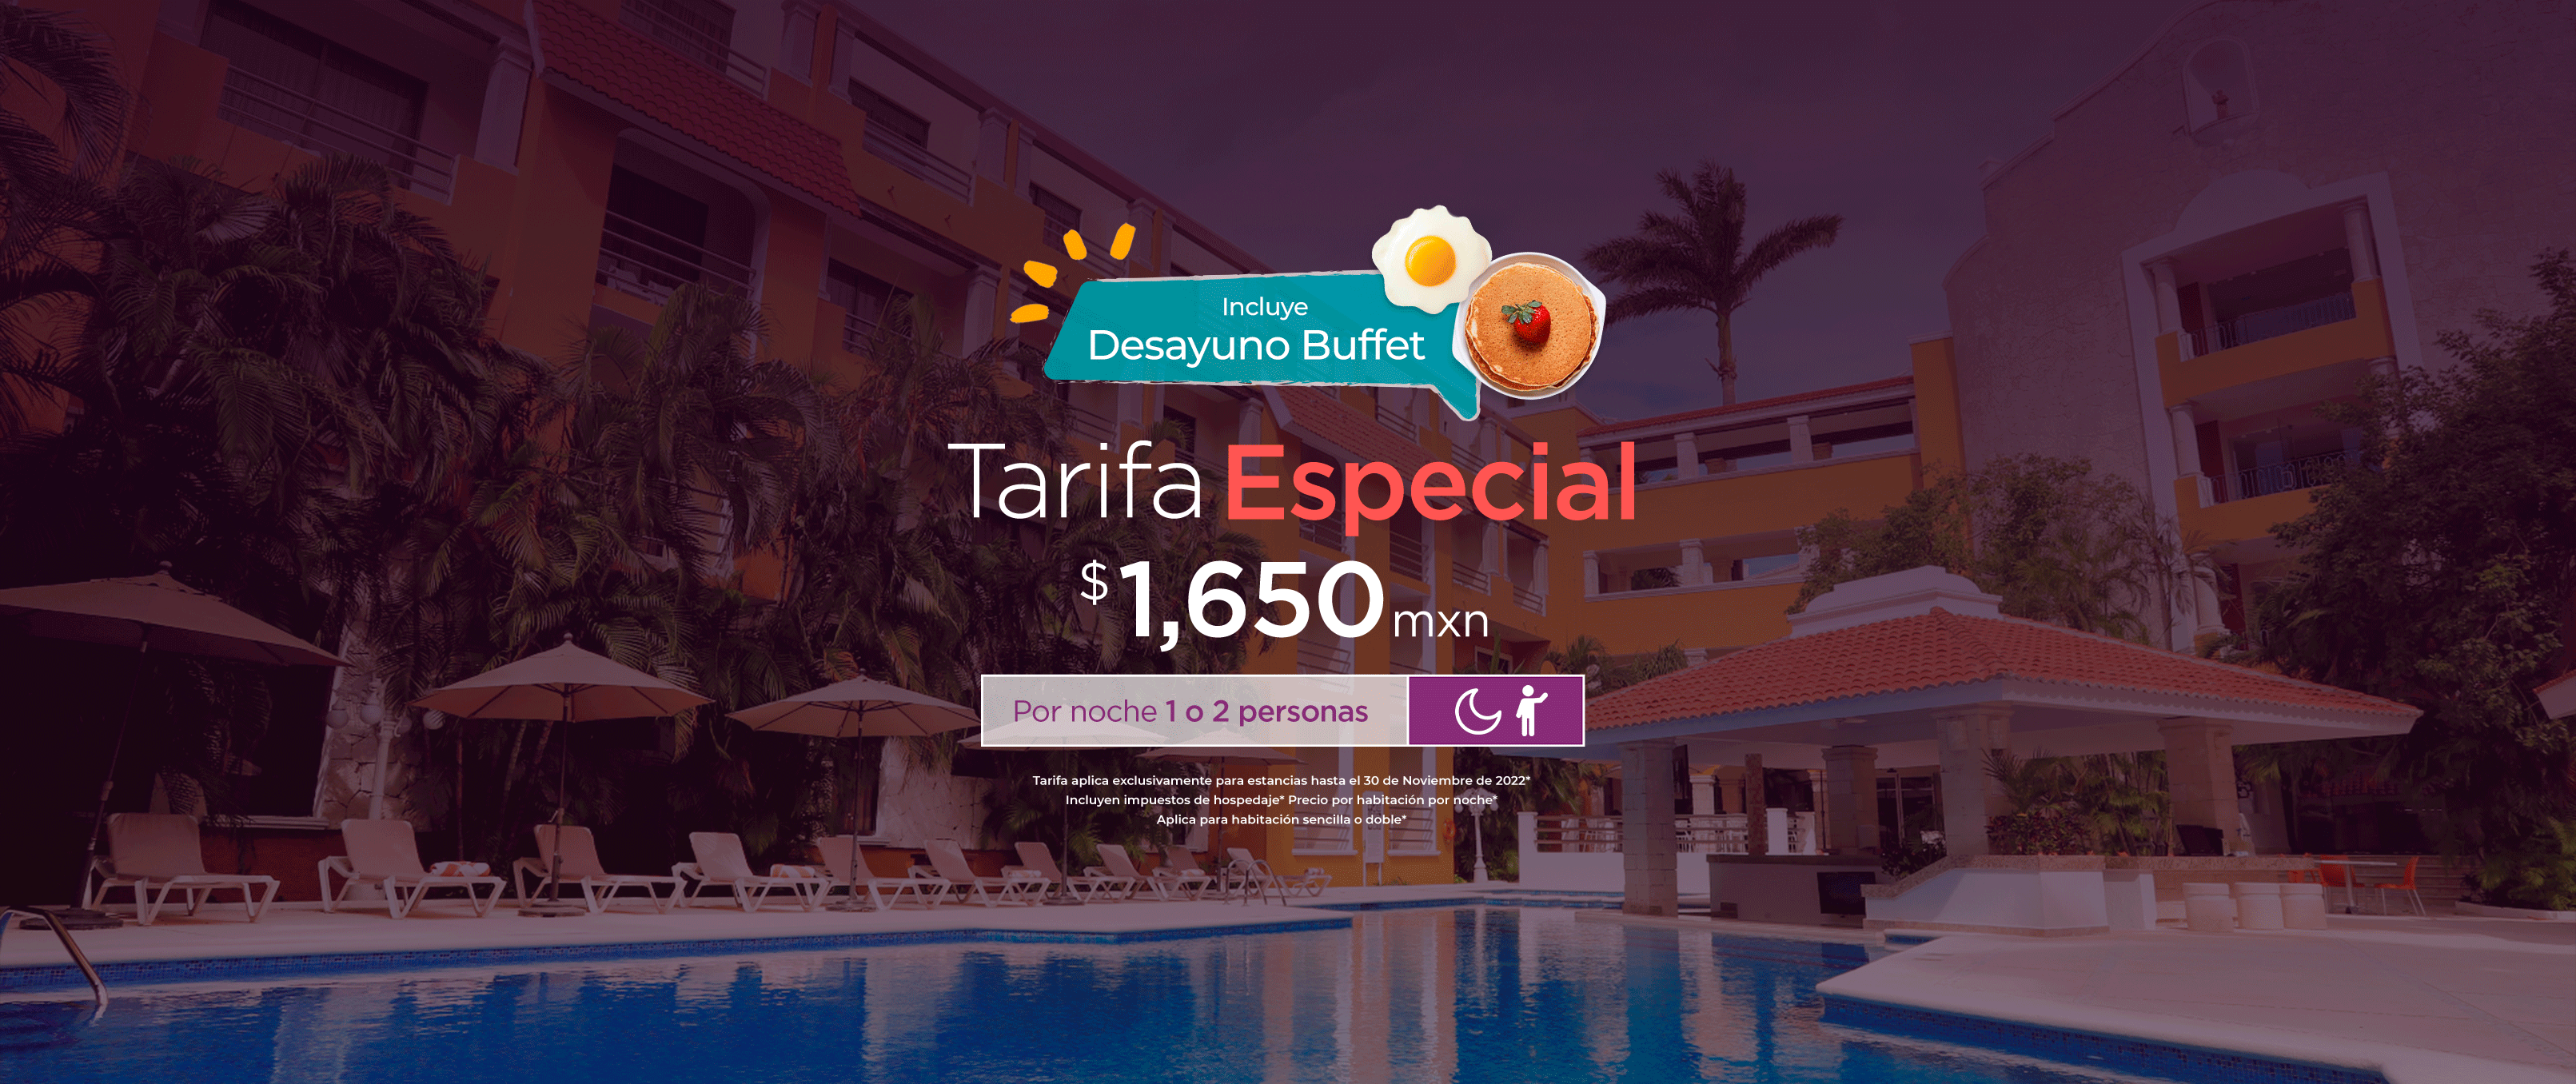 Incluye
Desayuno Buffet
Tarifa Especial
$1,650 mxn
Por noche 1 o 2 personas
Tarifa aplica exclusivamente para estancias hasta el 30 de Noviembre de 2022*
Incluyen impuestos de hospedaje* Precio por habitación por noche*
Aplica para habitación sencilla o doble*